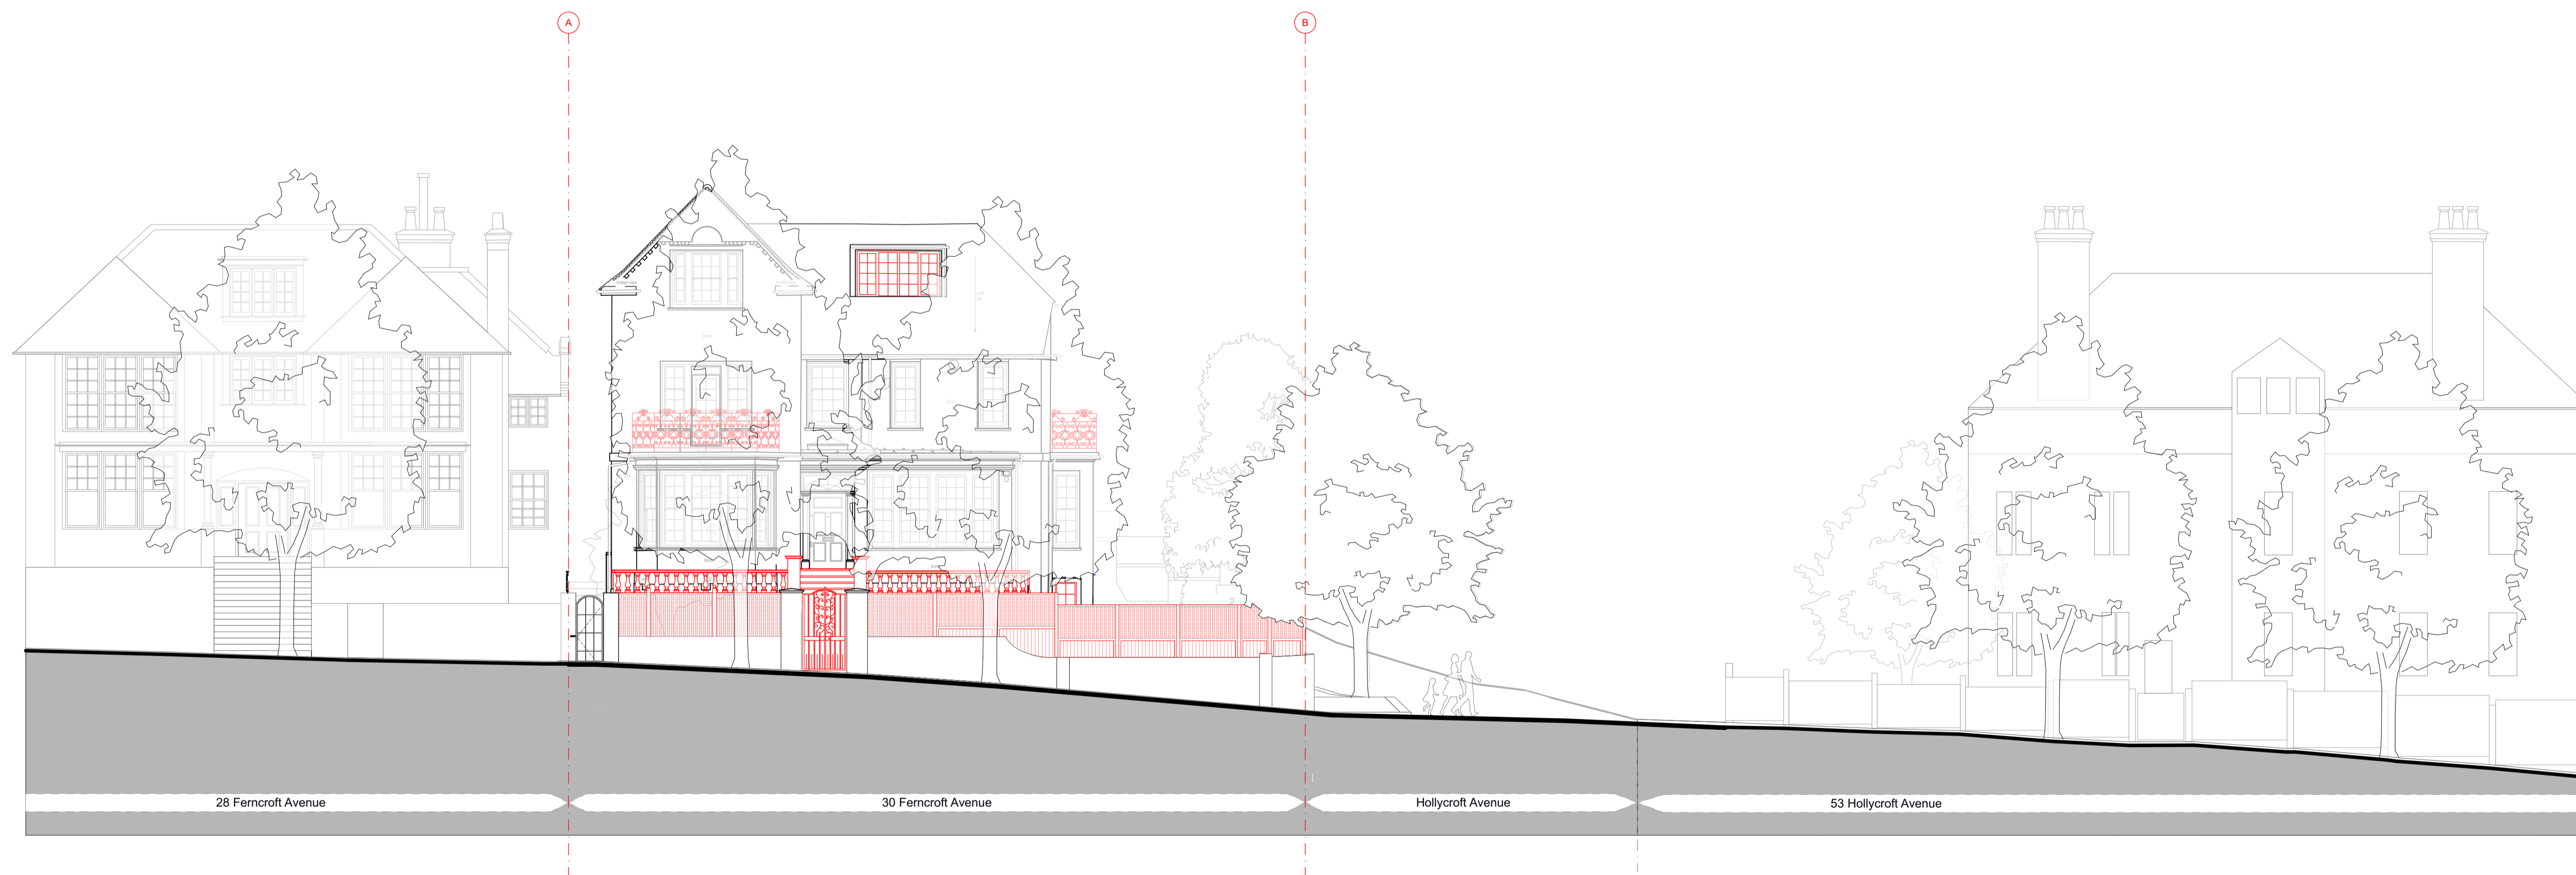 A
B
28 Ferncroft Avenue
30 Ferncroft Avenue
Hollycroft Avenue
53 Hollycroft Avenue